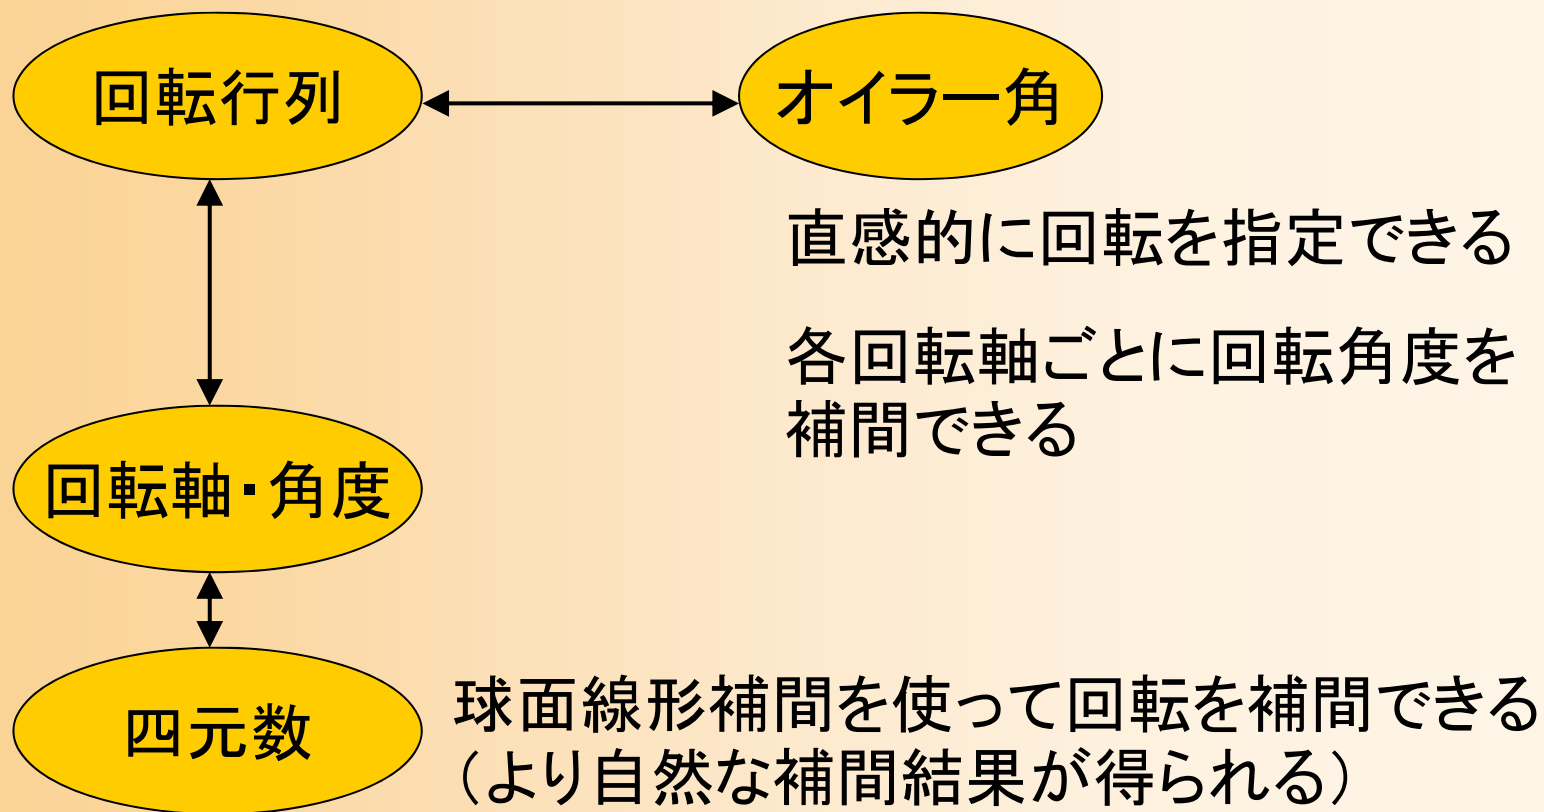 回転行列
オイラー角
直感的に回転を指定できる
各回転軸ごとに回転角度を
補間できる
回転軸・角度
四元数
球面線形補間を使って回転を補間できる
（より自然な補間結果が得られる）